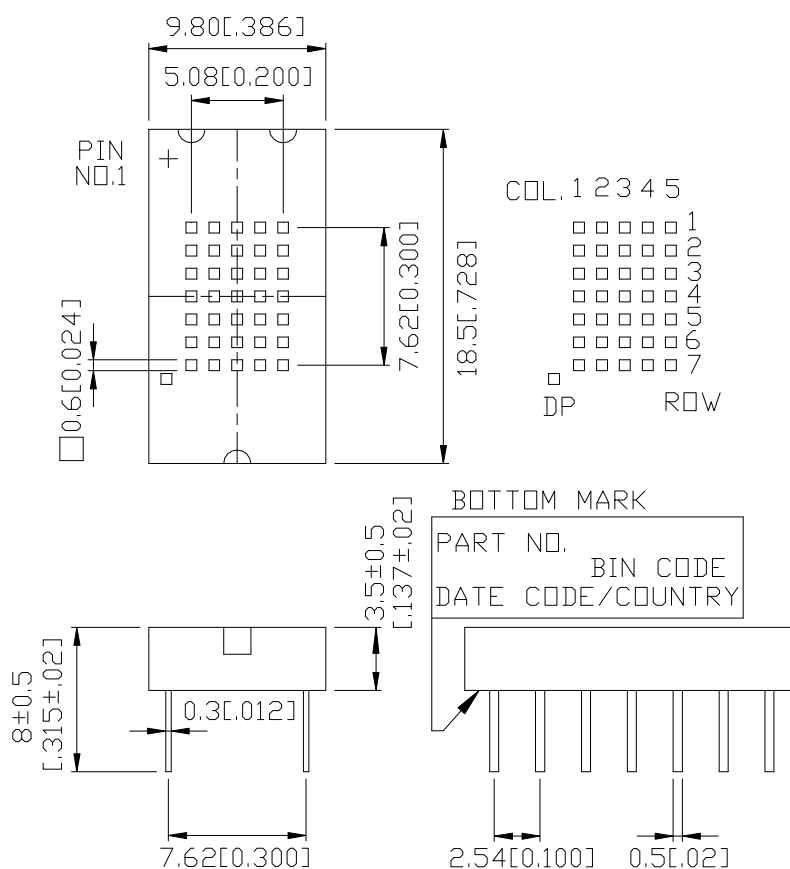 9.80[.386]
5.08[0.200]
PIN
NO.1
+
7.62[0.300]
18.5[.728]
□0.6[0.024]
COL. 1 2 3 4 5
1
2
3
4
5
6
7
DP
ROW
BOTTOM MARK
PART NO.
BIN CODE
DATE CODE/COUNTRY
3.5±0.5
[.137±.02]
8±0.5
[.315±.02]
0.3[.012]
7.62[0.300]
2.54[0.100]
0.5[.02]